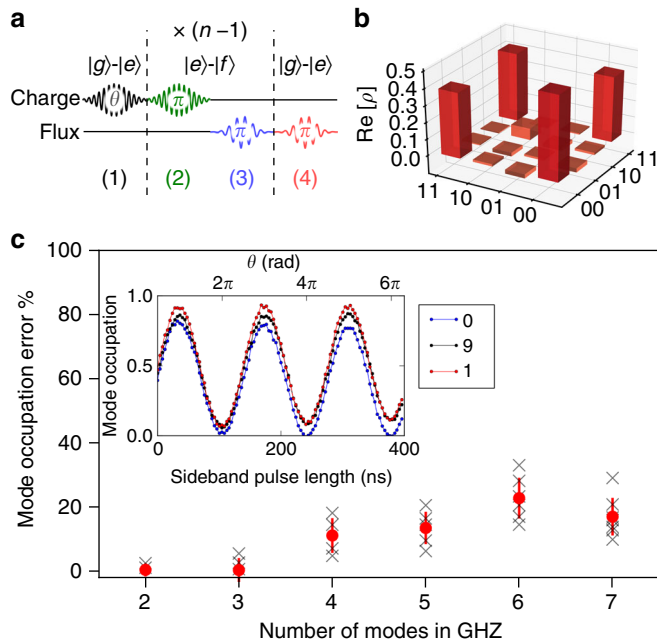 a
× (n –1)
|g⟩-|e⟩ |e⟩-|f⟩ |g⟩-|e⟩
Charge θ π
Flux π π
(1) (2) (3) (4)
b
Re [ρ]
0.5
0.4
0.3
0.2
0.1
0.0
11 10 01 00
00 01 10 11
c
Mode occupation error %
100
80
60
40
20
0
2 3 4 5 6 7
Number of modes in GHZ
θ (rad)
2π 4π 6π
Mode occupation
1.0
0.5
0.0
0 200 400
Sideband pulse length (ns)
0
9
1